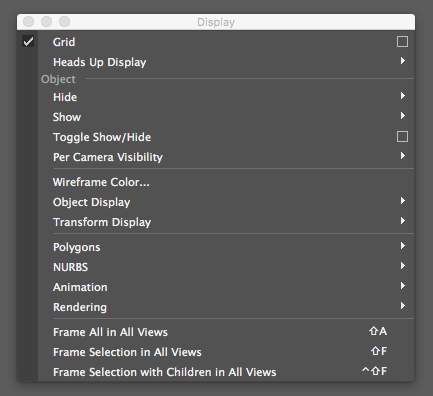 Display
Grid
Heads Up Display
Object
Hide
Show
Toggle Show/Hide
Per Camera Visibility
Wireframe Color...
Object Display
Transform Display
Polygons
NURBS
Animation
Rendering
Frame All in All Views ⇧A
Frame Selection in All Views ⇧F
Frame Selection with Children in All Views ^⇧F